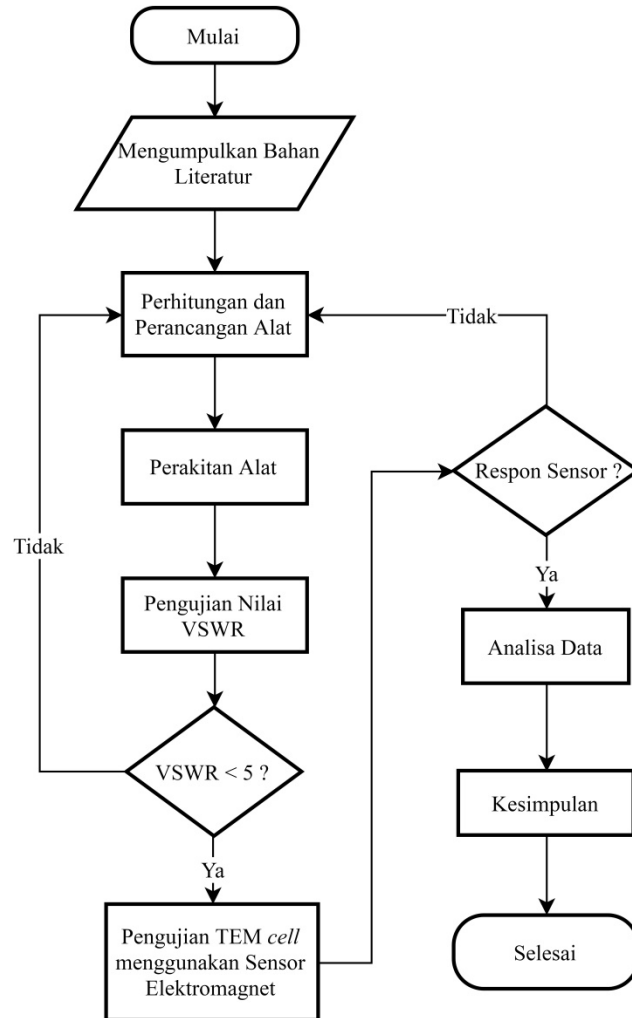 Mulai
Mengumpulkan Bahan
Literatur
Perhitungan dan
Perancangan Alat
Perakitan Alat
Pengujian Nilai
VSWR
VSWR < 5 ?
Tidak
Ya
Pengujian TEM cell
menggunakan Sensor
Elektromagnet
Respon Sensor ?
Tidak
Ya
Analisa Data
Kesimpulan
Selesai